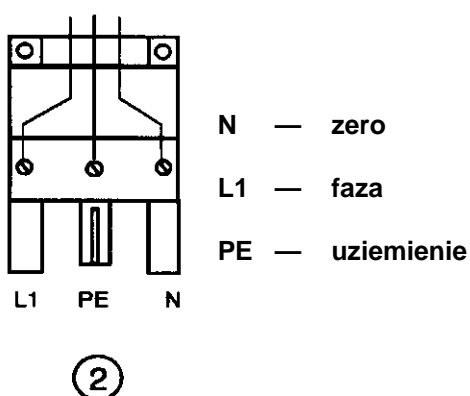 N — zero
L1 — faza
PE — uziemienie
L1 PE N
2